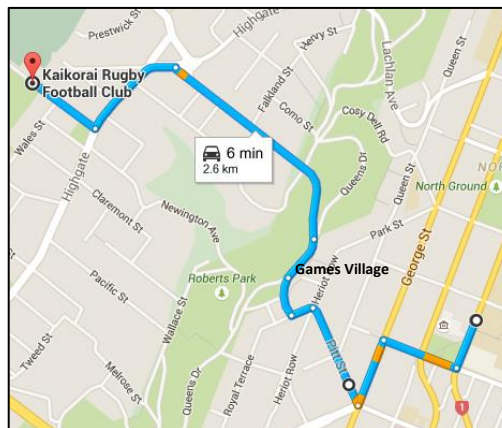 Prestwick St
Highgate
Henry St
Lachlan Ave
Queen St
Kaikorai Rugby
Football Club
Falkland St
Como St
Cosy Dell Rd
Wales St
6 min
2.6 km
Highgate
Queens Dr
Queen St
North Ground
NOR
Claremont St
Newington Ave
Park St
George St
Games Village
Heriot Row
Roberts Park
Pacific St
Wallace St
Pitt St
Tweed St
Melrose St
Queens Dr
Royal Terrace
Heriot Row
1